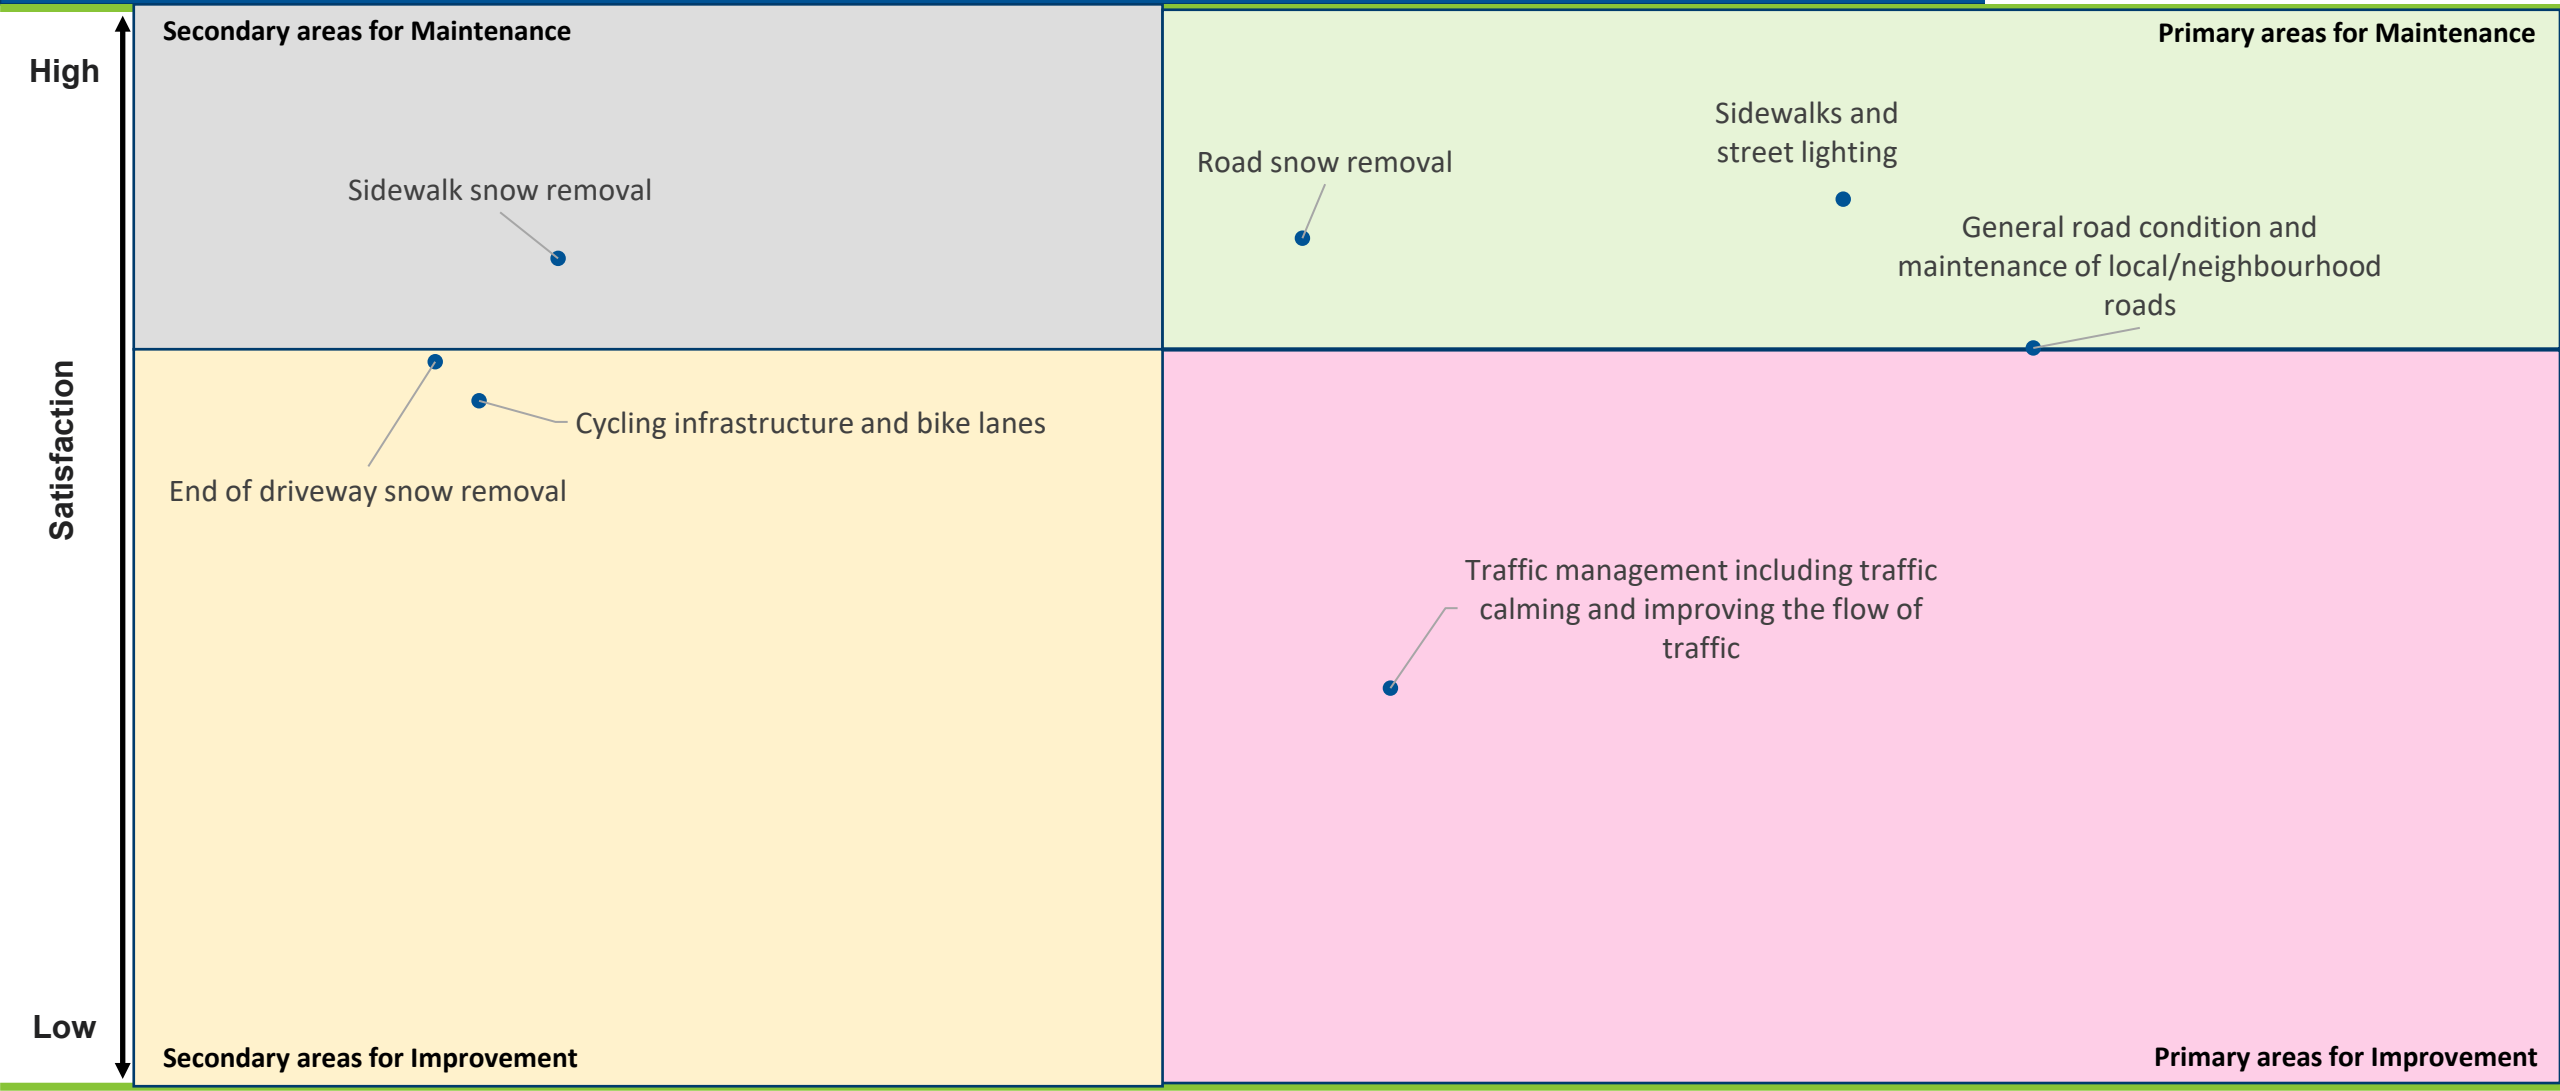 Secondary areas for Maintenance
Primary areas for Maintenance
High
Sidewalks and
street lighting
Road snow removal
Sidewalk snow removal
General road condition and
maintenance of local/neighbourhood
roads
Satisfaction
Cycling infrastructure and bike lanes
End of driveway snow removal
Traffic management including traffic
calming and improving the flow of
traffic
Low
Secondary areas for Improvement
Primary areas for Improvement